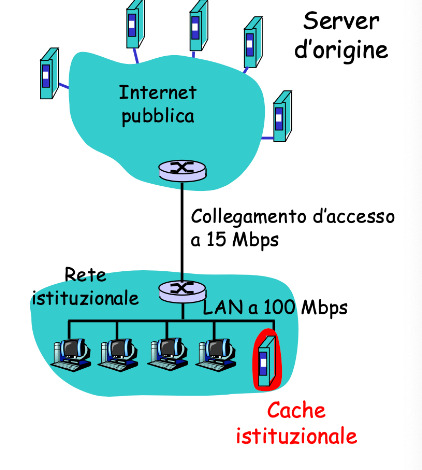 Server
d'origine
Internet
pubblica
Collegamento d'accesso
a 15 Mbps
Rete
istituzionale
LAN a 100 Mbps
Cache
istituzionale